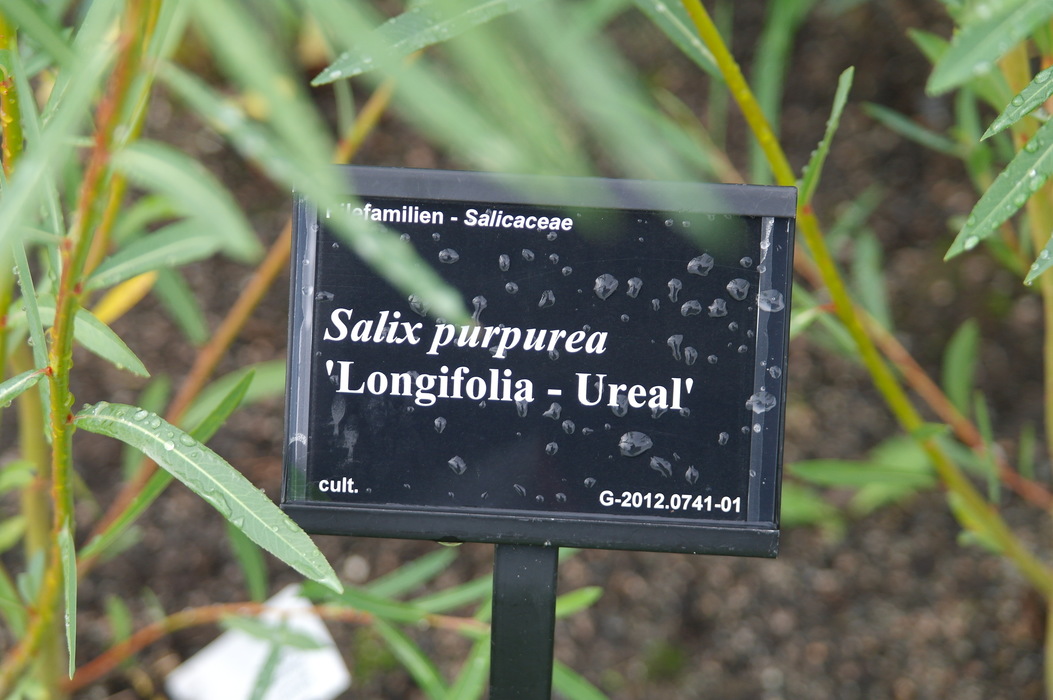 - Salicaceae
Salix purpurea
'Longifolia - Ureal'
cult.
G-2012.0741-01